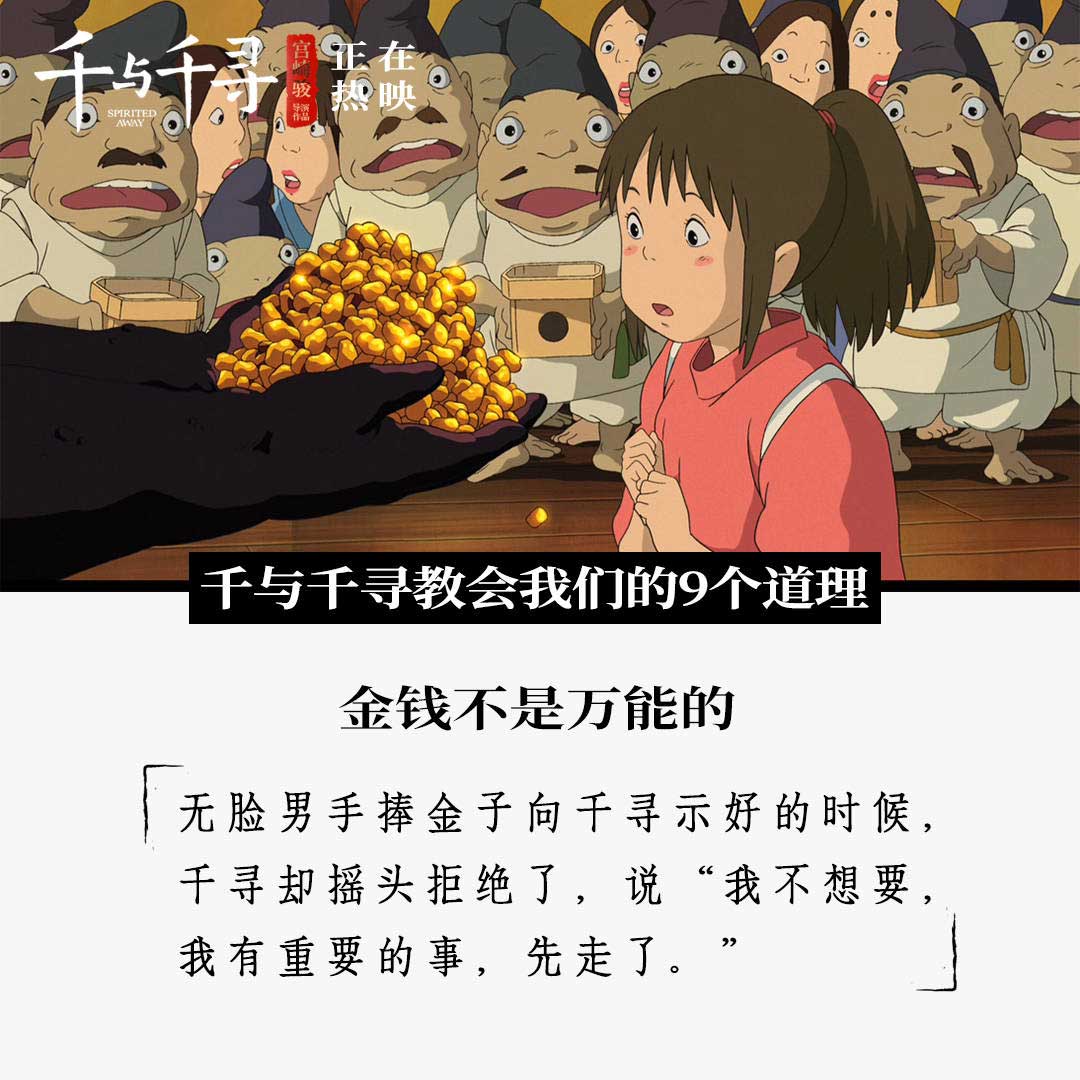 千与千寻
SPIRITED
AWAY
宫崎骏
导演
作品
正在
热映
千与千寻教会我们的9个道理
金钱不是万能的
无脸男手捧金子向千寻示好的时候，
千寻却摇头拒绝了，说“我不想要，
我有重要的事，先走了。”